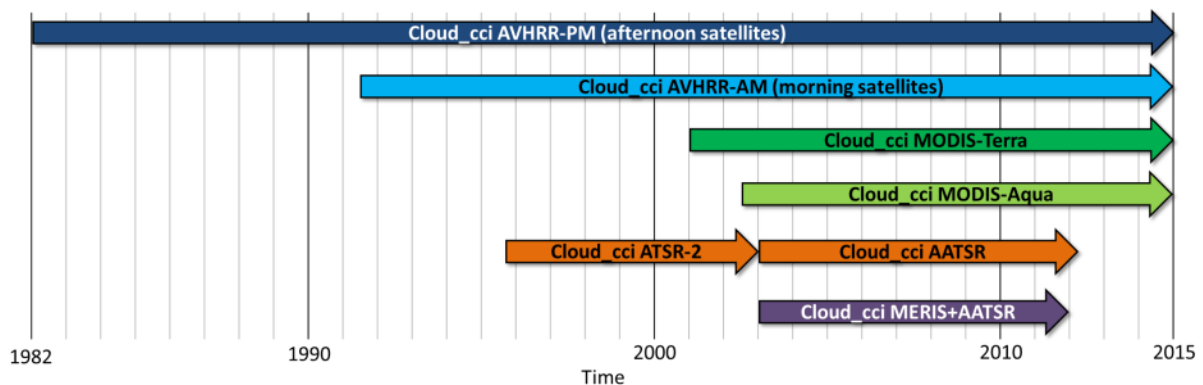 Cloud_cci AVHRR-PM (afternoon satellites)
Cloud_cci AVHRR-AM (morning satellites)
Cloud_cci MODIS-Terra
Cloud_cci MODIS-Aqua
Cloud_cci ATSR-2
Cloud_cci AATSR
Cloud_cci MERIS+AATSR
1982
1990
2000
2010
2015
Time